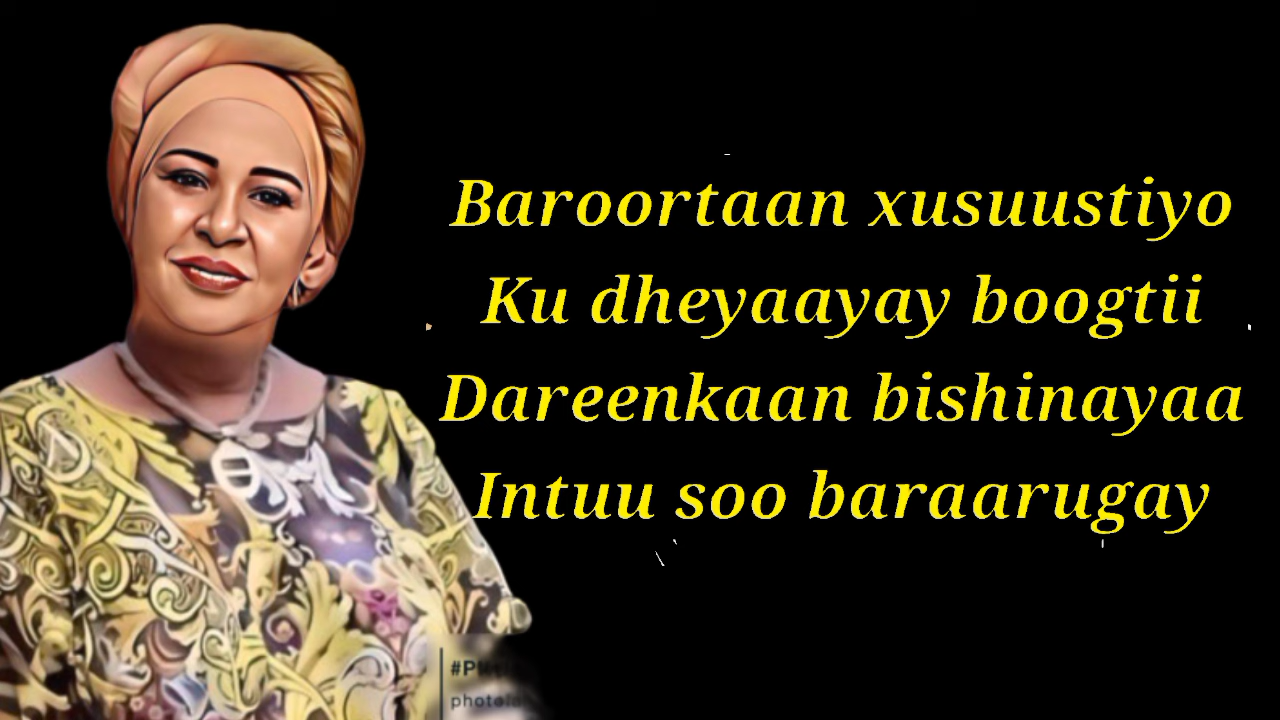 Baroortaan xusuustiyo
Ku dheyaayay boogtii
Dareenkaan bishinayaa
Intuu soo baraarugay